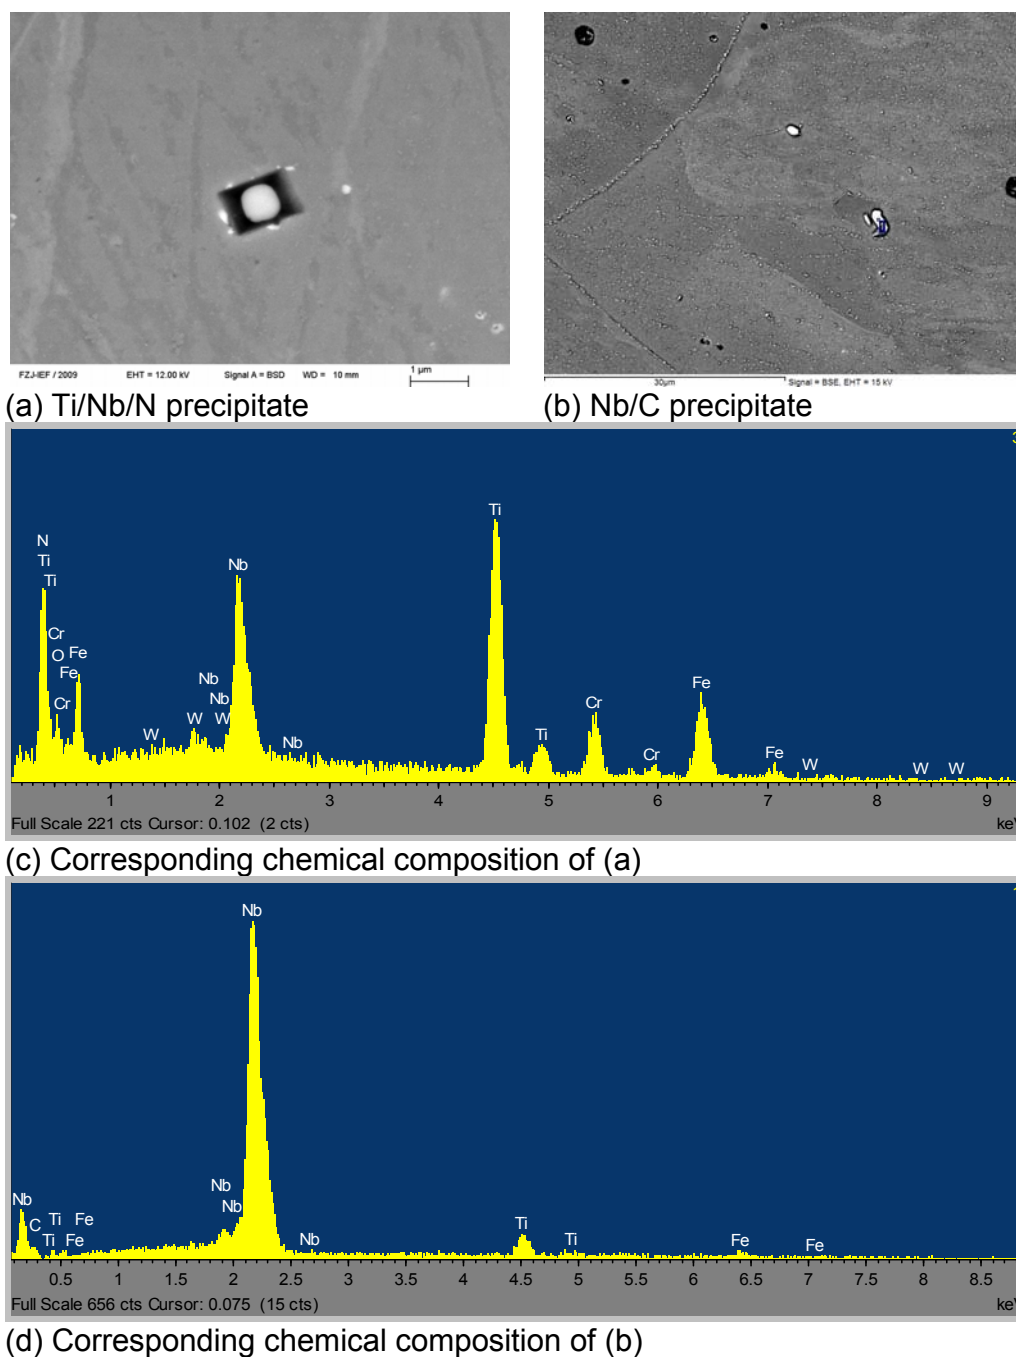 FZJ-IEF / 2009 EHT = 12.00 kV Signal A = BSD WD = 10 mm 1 µm
30µm Signal = BSE, EHT = 15 kV
(a) Ti/Nb/N precipitate
(b) Nb/C precipitate
N
Ti
Ti
Cr
O Fe
Fe
Cr
W
W
Nb
Nb
W
Nb
Nb
Ti
Ti
Cr
Cr
Fe
Fe
W
W
W
1 2 3 4 5 6 7 8 9
Full Scale 221 cts Cursor: 0.102 (2 cts)
(c) Corresponding chemical composition of (a)
Nb
C
Ti
Ti
Fe
Fe
Nb
Nb
Nb
Nb
Ti
Ti
Fe
Fe
0.5 1 1.5 2 2.5 3 3.5 4 4.5 5 5.5 6 6.5 7 7.5 8 8.5
Full Scale 656 cts Cursor: 0.075 (15 cts)
(d) Corresponding chemical composition of (b)